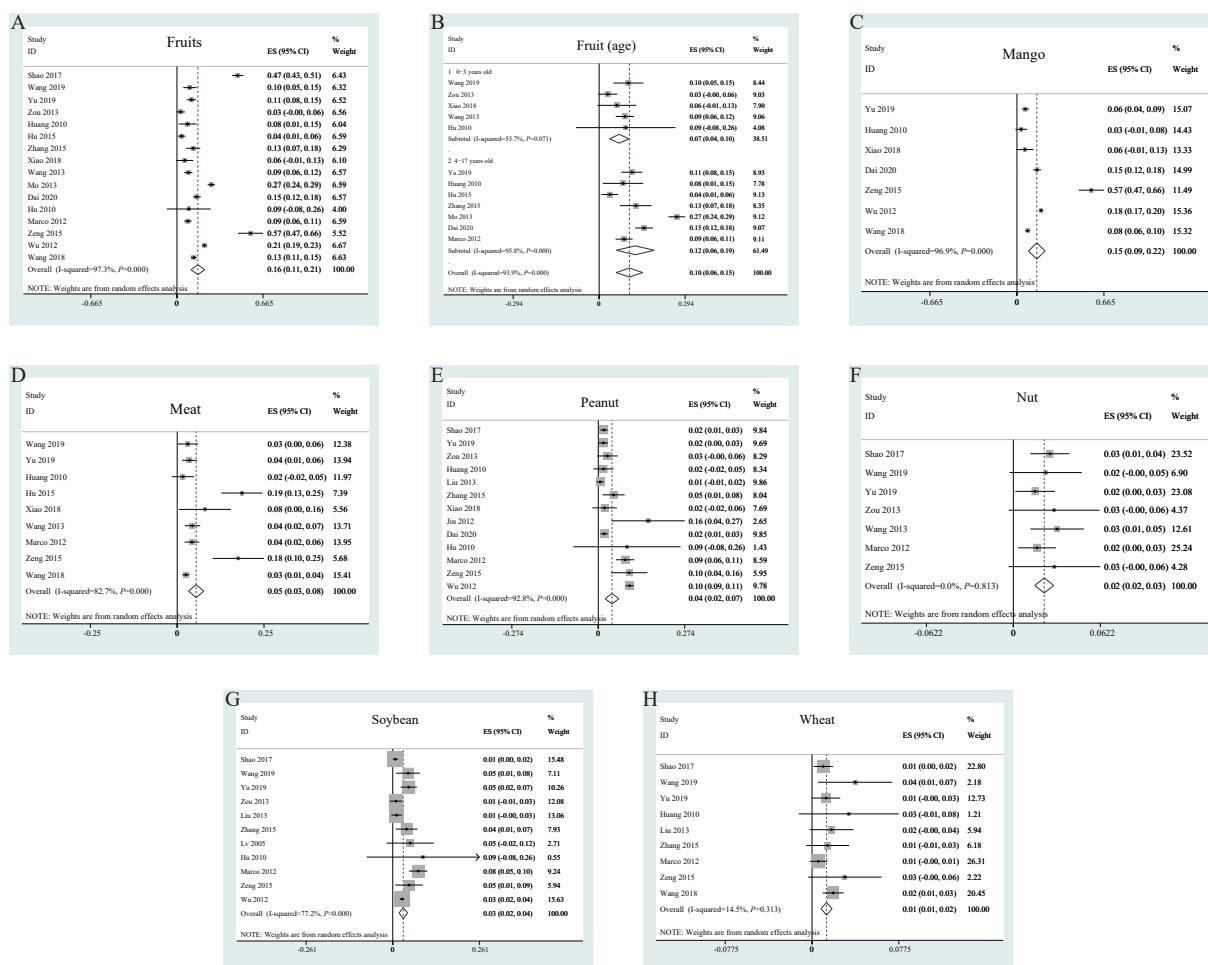 A
Fruits
Study
ID
ES (95% CI)
%
Weight
Shao 2017 0.47 (0.43, 0.51) 6.43
Wang 2019 0.10 (0.05, 0.15) 6.32
Yu 2019 0.11 (0.08, 0.15) 6.52
Zou 2013 0.03 (-0.00, 0.06) 6.56
Huang 2010 0.08 (0.01, 0.15) 6.04
Hu 2015 0.04 (0.01, 0.06) 6.59
Zhang 2015 0.13 (0.07, 0.18) 6.29
Xiao 2018 0.06 (-0.01, 0.13) 6.10
Wang 2013 0.09 (0.06, 0.12) 6.57
Mo 2013 0.27 (0.24, 0.29) 6.59
Dai 2020 0.15 (0.12, 0.18) 6.57
Hu 2010 0.09 (-0.08, 0.26) 4.00
Marco 2012 0.09 (0.06, 0.11) 6.59
Zeng 2015 0.57 (0.47, 0.66) 5.52
Wu 2012 0.21 (0.19, 0.23) 6.67
Wang 2018 0.13 (0.11, 0.15) 6.63
Overall (I-squared=97.3%, P=0.000) 0.16 (0.11, 0.21) 100.00
NOTE: Weights are from random effects analysis
-0.665 0 0.665
B
Fruit (age)
Study
ID
ES (95% CI)
%
Weight
1 0~3 years old
Wang 2019 0.10 (0.05, 0.15) 8.44
Zou 2013 0.03 (-0.00, 0.06) 9.03
Xiao 2018 0.06 (-0.01, 0.13) 7.90
Wang 2013 0.09 (0.06, 0.12) 9.06
Hu 2010 0.09 (-0.08, 0.26) 4.08
Subtotal (I-squared=53.7%, P=0.071) 0.07 (0.04, 0.10) 38.51
.
2 4~17 years old
Yu 2019 0.11 (0.08, 0.15) 8.93
Huang 2010 0.08 (0.01, 0.15) 7.78
Hu 2015 0.04 (0.01, 0.06) 9.13
Zhang 2015 0.13 (0.07, 0.18) 8.35
Mo 2013 0.27 (0.24, 0.29) 9.12
Dai 2020 0.15 (0.12, 0.18) 9.07
Marco 2012 0.09 (0.06, 0.11) 9.11
Subtotal (I-squared=95.8%, P=0.000) 0.12 (0.06, 0.19) 61.49
.
Overall (I-squared=93.9%, P=0.000) 0.10 (0.06, 0.15) 100.00
NOTE: Weights are from random effects analysis
-0.294 0 0.294
C
Mango
Study
ID
ES (95% CI)
%
Weight
Yu 2019 0.06 (0.04, 0.09) 15.07
Huang 2010 0.03 (-0.01, 0.08) 14.43
Xiao 2018 0.06 (-0.01, 0.13) 13.33
Dai 2020 0.15 (0.12, 0.18) 14.99
Zeng 2015 0.57 (0.47, 0.66) 11.49
Wu 2012 0.18 (0.17, 0.20) 15.36
Wang 2018 0.08 (0.06, 0.10) 15.32
Overall (I-squared=96.9%, P=0.000) 0.15 (0.09, 0.22) 100.00
NOTE: Weights are from random effects analysis
-0.665 0 0.665
D
Meat
Study
ID
ES (95% CI)
%
Weight
Wang 2019 0.03 (0.00, 0.06) 12.38
Yu 2019 0.04 (0.01, 0.06) 13.94
Huang 2010 0.02 (-0.02, 0.05) 11.97
Hu 2015 0.19 (0.13, 0.25) 7.39
Xiao 2018 0.08 (0.00, 0.16) 5.56
Wang 2013 0.04 (0.02, 0.07) 13.71
Marco 2012 0.04 (0.02, 0.06) 13.95
Zeng 2015 0.18 (0.10, 0.25) 5.68
Wang 2018 0.03 (0.01, 0.04) 15.41
Overall (I-squared=82.7%, P=0.000) 0.05 (0.03, 0.08) 100.00
NOTE: Weights are from random effects analysis
-0.25 0 0.25
E
Peanut
Study
ID
ES (95% CI)
%
Weight
Shao 2017 0.02 (0.01, 0.03) 9.84
Yu 2019 0.02 (0.00, 0.03) 9.69
Zou 2013 0.03 (-0.00, 0.06) 8.29
Huang 2010 0.02 (-0.02, 0.05) 8.34
Liu 2013 0.01 (-0.01, 0.02) 9.86
Zhang 2015 0.05 (0.01, 0.08) 8.04
Xiao 2018 0.02 (-0.02, 0.06) 7.69
Jin 2012 0.16 (0.04, 0.27) 2.65
Dai 2020 0.02 (0.01, 0.03) 9.85
Hu 2010 0.09 (-0.08, 0.26) 1.43
Marco 2012 0.09 (0.06, 0.11) 8.59
Zeng 2015 0.10 (0.04, 0.16) 5.95
Wu 2012 0.10 (0.09, 0.11) 9.78
Overall (I-squared=92.8%, P=0.000) 0.04 (0.02, 0.07) 100.00
NOTE: Weights are from random effects analysis
-0.274 0 0.274
F
Nut
Study
ID
ES (95% CI)
%
Weight
Shao 2017 0.03 (0.01, 0.04) 23.52
Wang 2019 0.02 (-0.00, 0.05) 6.90
Yu 2019 0.02 (0.00, 0.03) 23.08
Zou 2013 0.03 (-0.00, 0.06) 4.37
Wang 2013 0.03 (0.01, 0.05) 12.61
Marco 2012 0.02 (0.00, 0.03) 25.24
Zeng 2015 0.03 (-0.00, 0.06) 4.28
Overall (I-squared=0.0%, P=0.813) 0.02 (0.02, 0.03) 100.00
NOTE: Weights are from random effects analysis
-0.0622 0 0.0622
G
Soybean
Study
ID
ES (95% CI)
%
Weight
Shao 2017 0.01 (0.00, 0.02) 15.48
Wang 2019 0.05 (0.01, 0.08) 7.11
Yu 2019 0.05 (0.02, 0.07) 10.26
Zou 2013 0.01 (-0.01, 0.03) 12.08
Liu 2013 0.01 (-0.00, 0.03) 13.06
Zhang 2015 0.04 (0.01, 0.07) 7.93
Lv 2005 0.05 (-0.02, 0.12) 2.71
Hu 2010 0.09 (-0.08, 0.26) 0.55
Marco 2012 0.08 (0.05, 0.10) 9.24
Zeng 2015 0.05 (0.01, 0.09) 5.94
Wu 2012 0.03 (0.02, 0.04) 15.63
Overall (I-squared=77.2%, P=0.000) 0.03 (0.02, 0.04) 100.00
NOTE: Weights are from random effects analysis
-0.261 0 0.261
H
Wheat
Study
ID
ES (95% CI)
%
Weight
Shao 2017 0.01 (0.00, 0.02) 22.80
Wang 2019 0.04 (0.01, 0.07) 2.18
Yu 2019 0.01 (-0.00, 0.03) 12.73
Huang 2010 0.03 (-0.01, 0.08) 1.21
Liu 2013 0.02 (-0.00, 0.04) 5.94
Zhang 2015 0.01 (-0.01, 0.03) 6.18
Marco 2012 0.01 (-0.00, 0.01) 26.31
Zeng 2015 0.03 (-0.00, 0.06) 2.22
Wang 2018 0.02 (0.01, 0.03) 20.45
Overall (I-squared=14.5%, P=0.313) 0.01 (0.01, 0.02) 100.00
NOTE: Weights are from random effects analysis
-0.0775 0 0.0775